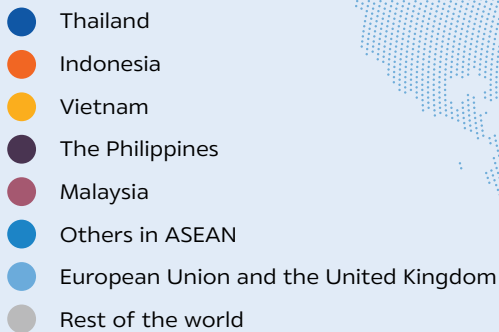 Thailand
Indonesia
Vietnam
The Philippines
Malaysia
Others in ASEAN
European Union and the United Kingdom
Rest of the world